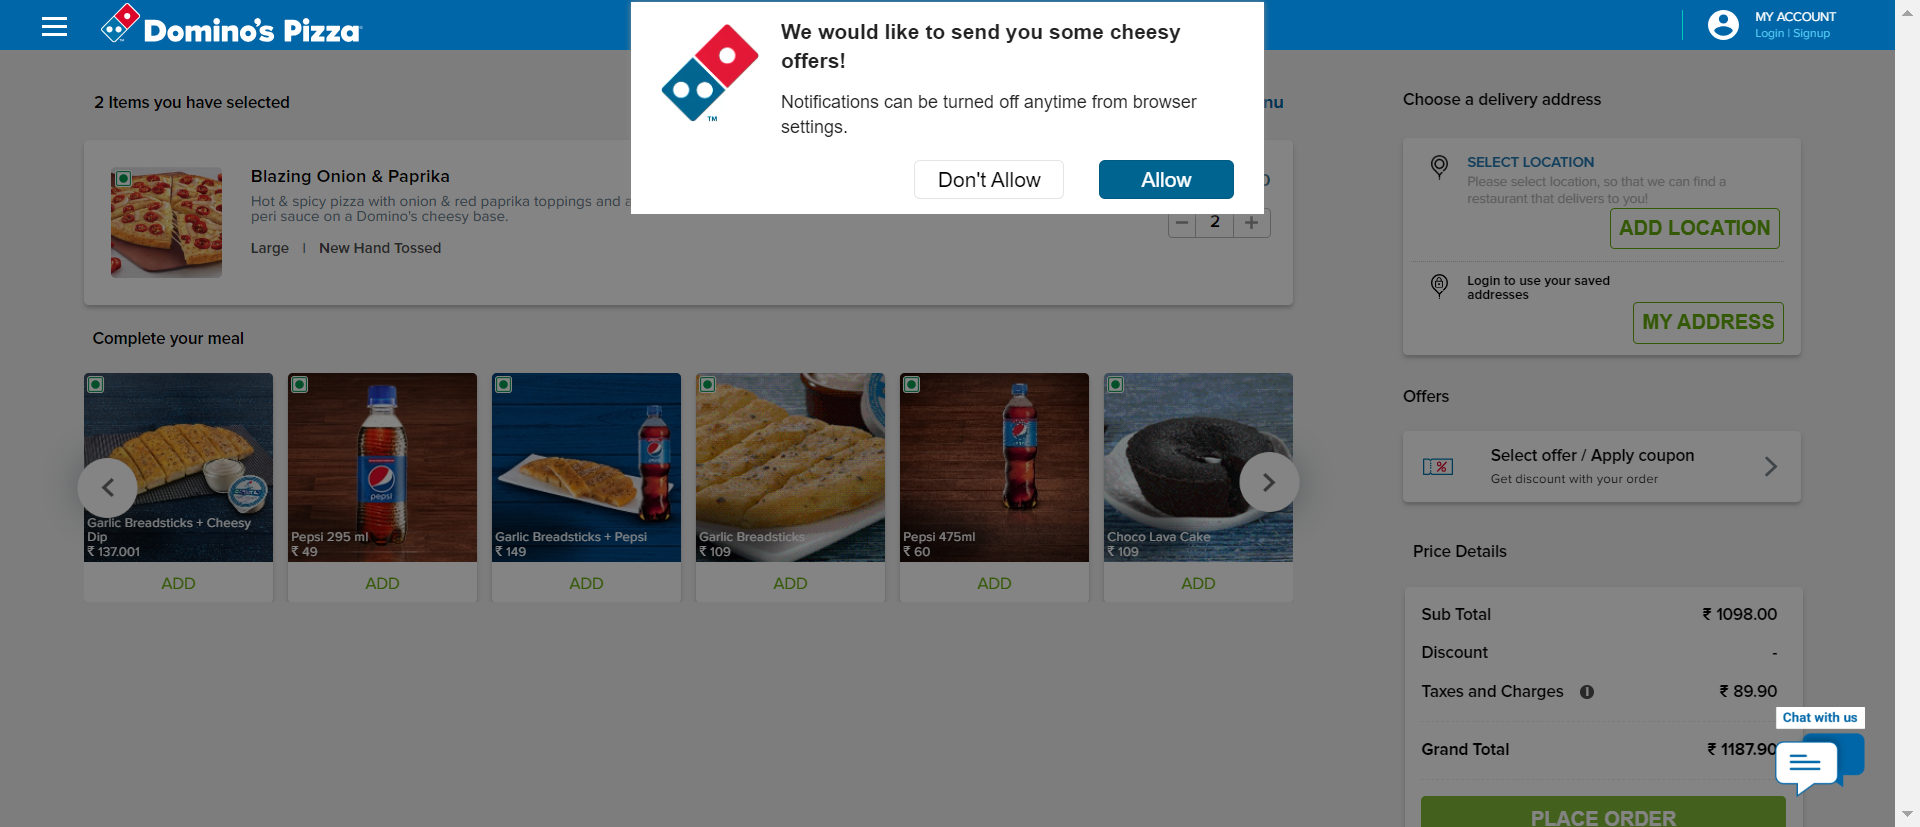 Domino's Pizza
MY ACCOUNT
Login | Signup
We would like to send you some cheesy
offers!
Notifications can be turned off anytime from browser
settings.
Don't Allow
Allow
2 Items you have selected
Blazing Onion & Paprika
Hot & spicy pizza with onion & red paprika toppings and
peri sauce on a Domino's cheesy base.
Large | New Hand Tossed
2
Complete your meal
Garlic Breadsticks + Cheesy
Dip
₹ 137.001
ADD
Pepsi 295 ml
₹ 49
ADD
Garlic Breadsticks + Pepsi
₹ 149
ADD
Garlic Breadsticks
₹ 109
ADD
Pepsi 475ml
₹ 60
ADD
Choco Lava Cake
₹ 109
ADD
pepsi
Choose a delivery address
SELECT LOCATION
Please select location, so that we can find a
restaurant that delivers to you!
ADD LOCATION
Login to use your saved
addresses
MY ADDRESS
Offers
Select offer / Apply coupon
Get discount with your order
Price Details
Sub Total ₹ 1098.00
Discount -
Taxes and Charges ₹ 89.90
Grand Total ₹ 1187.90
Chat with us
PLACE ORDER